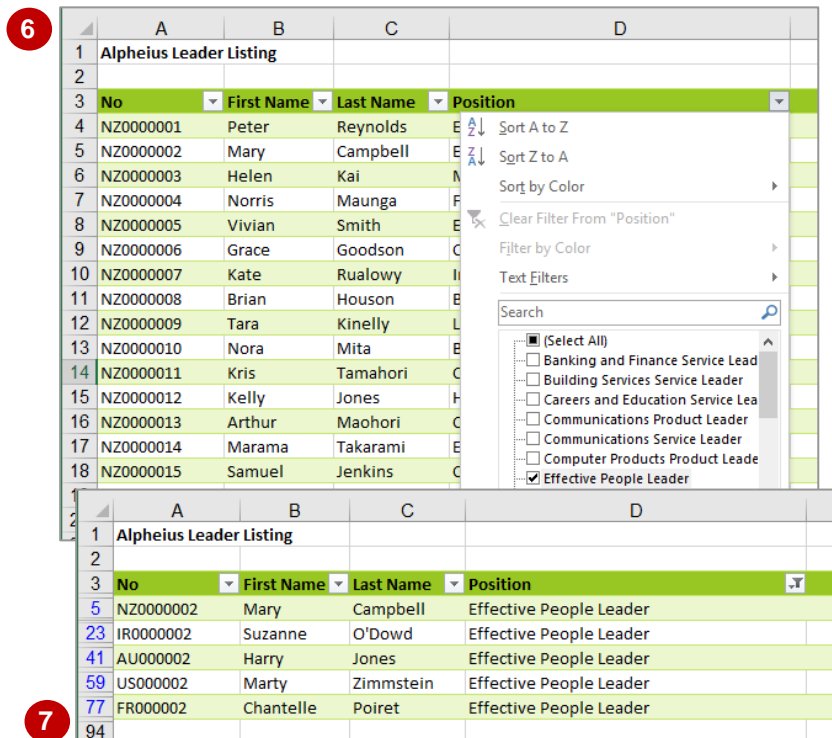 6
A B C D
1 Alpheius Leader Listing
2
3 No First Name Last Name Position
4 NZ0000001 Peter Reynolds E
5 NZ0000002 Mary Campbell E
6 NZ0000003 Helen Kai
7 NZ0000004 Norris Maunga F
8 NZ0000005 Vivian Smith E
9 NZ0000006 Grace Goodson
10 NZ0000007 Kate Rualowy
11 NZ0000008 Brian Houson
12 NZ0000009 Tara Kinelly L
13 NZ0000010 Nora Mita
14 NZ0000011 Kris Tamahori
15 NZ0000012 Kelly Jones
16 NZ0000013 Arthur Maohori
17 NZ0000014 Marama Takarami E
18 NZ0000015 Samuel Jenkins
Sort A to Z
Sort Z to A
Sort by Color
Clear Filter From "Position"
Filter by Color
Text Filters
Search
(Select All)
Banking and Finance Service Lead
Building Services Service Leader
Careers and Education Service Lea
Communications Product Leader
Communications Service Leader
Computer Products Product Leade
Effective People Leader
A B C D
1 Alpheius Leader Listing
2
3 No First Name Last Name Position
5 NZ0000002 Mary Campbell Effective People Leader
23 IR0000002 Suzanne O'Dowd Effective People Leader
41 AU000002 Harry Jones Effective People Leader
59 US000002 Marty Zimmstein Effective People Leader
77 FR000002 Chantelle Poiret Effective People Leader
94
7